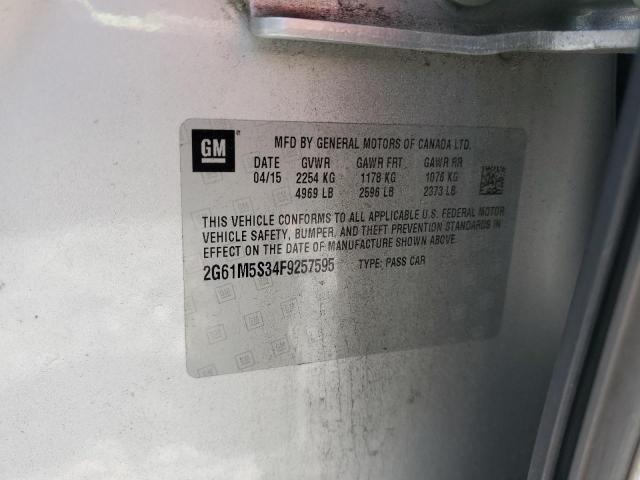 GM
MFD BY GENERAL MOTORS OF CANADA LTD.
DATE GVWR GAWR FRT GAWR RR
04/15 2254 KG 1178 KG 1076 KG
4969 LB 2596 LB 2373 LB
THIS VEHICLE CONFORMS TO ALL APPLICABLE U.S. FEDERAL MOTOR
VEHICLE SAFETY, BUMPER, AND THEFT PREVENTION STANDARDS IN
EFFECT ON THE DATE OF MANUFACTURE SHOWN ABOVE.
2G61M5S34F9257595 TYPE: PASS CAR